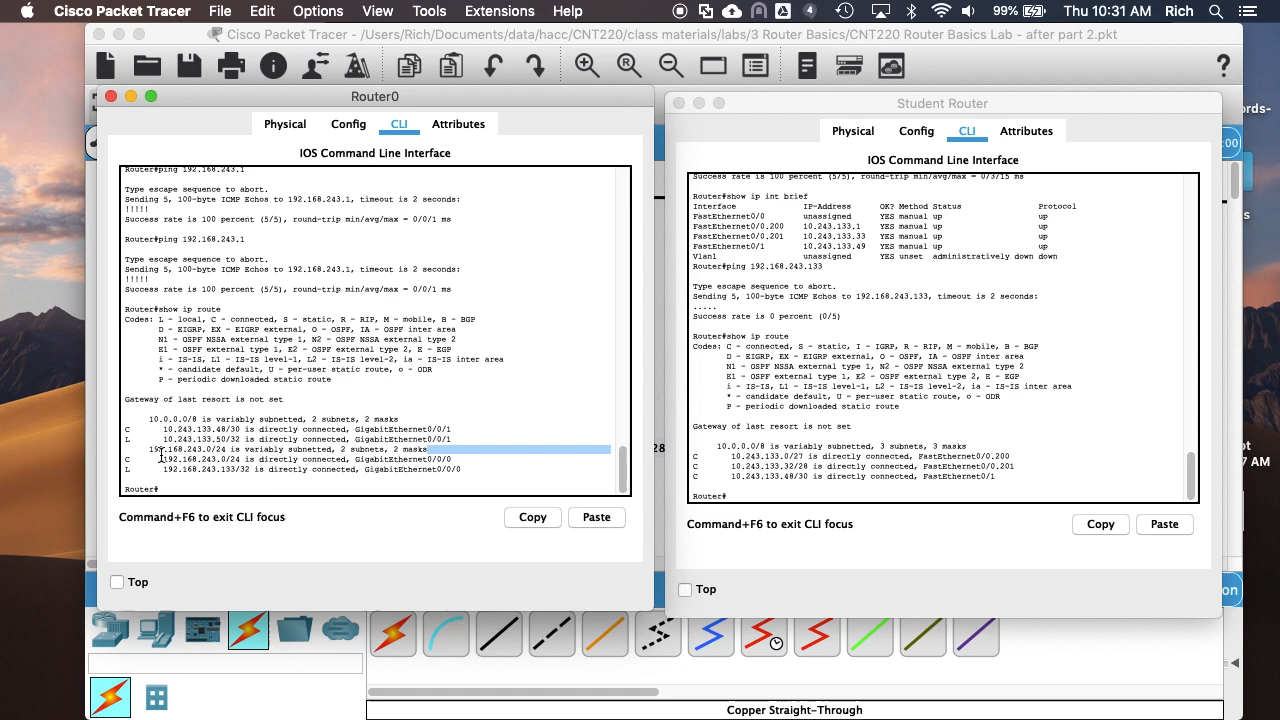 Cisco Packet Tracer File Edit Options View Tools Extensions Help 4 99% Thu 10:31 AM Rich
Cisco Packet Tracer - /Users/Rich/Documents/data/nacc/CNT220/class materials/labs/3 Router Basics/CNT220 Router Basics Lab - after part 2.pkt
Router0
Physical Config CLI Attributes
IOS Command Line Interface
Router#ping 192.168.243.1
Type escape sequence to abort.
Sending 5, 100-byte ICMP Echos to 192.168.243.1, timeout is 2 seconds:
!!!!!
Success rate is 100 percent (5/5), round-trip min/avg/max = 0/0/1 ms
Router#ping 192.168.243.1
Type escape sequence to abort.
Sending 5, 100-byte ICMP Echos to 192.168.243.1, timeout is 2 seconds:
!!!!!
Success rate is 100 percent (5/5), round-trip min/avg/max = 0/0/1 ms
Router#show ip route
Codes: L - local, C - connected, S - static, R - RIP, M - mobile, B - BGP
D - EIGRP, EX - EIGRP external, O - OSPF, IA - OSPF inter area
N1 - OSPF NSSA external type 1, N2 - OSPF NSSA external type 2
E1 - OSPF external type 1, E2 - OSPF external type 2, E - EGP
i - IS-IS, L1 - IS-IS level-1, L2 - IS-IS level-2, ia - IS-IS inter area
* - candidate default, U - per-user static route, o - ODR
P - periodic downloaded static route
Gateway of last resort is not set
10.0.0.0/8 is variably subnetted, 2 subnets, 2 masks
C 10.243.133.48/30 is directly connected, GigabitEthernet0/0/1
L 10.243.133.50/32 is directly connected, GigabitEthernet0/0/1
192.168.243.0/24 is variably subnetted, 2 subnets, 2 masks
C 192.168.243.0/24 is directly connected, GigabitEthernet0/0/0
L 192.168.243.133/32 is directly connected, GigabitEthernet0/0/0
Router#
Command+F6 to exit CLI focus
Copy Paste
Top
Student Router
Physical Config CLI Attributes
IOS Command Line Interface
Success rate is 100 percent (5/5), round-trip min/avg/max = 0/3/15 ms
Router#show ip int brief
Interface IP-Address OK? Method Status Protocol
FastEthernet0/0 unassigned YES manual up up
FastEthernet0/0.200 10.243.133.1 YES manual up up
FastEthernet0/0.201 10.243.133.33 YES manual up up
FastEthernet0/1 10.243.133.49 YES manual up up
Vlan1 unassigned YES unset administratively down down
Router#ping 192.168.243.133
Type escape sequence to abort.
Sending 5, 100-byte ICMP Echos to 192.168.243.133, timeout is 2 seconds:
.....
Success rate is 0 percent (0/5)
Router#show ip route
Codes: C - connected, S - static, I - IGRP, R - RIP, M - mobile, B - BGP
D - EIGRP, EX - EIGRP external, O - OSPF, IA - OSPF inter area
N1 - OSPF NSSA external type 1, N2 - OSPF NSSA external type 2
E1 - OSPF external type 1, E2 - OSPF external type 2, E - EGP
i - IS-IS, L1 - IS-IS level-1, L2 - IS-IS level-2, ia - IS-IS inter area
* - candidate default, U - per-user static route, o - ODR
P - periodic downloaded static route
Gateway of last resort is not set
10.0.0.0/8 is variably subnetted, 3 subnets, 3 masks
C 10.243.133.0/27 is directly connected, FastEthernet0/0.200
C 10.243.133.32/28 is directly connected, FastEthernet0/0.201
C 10.243.133.48/30 is directly connected, FastEthernet0/1
Router#
Command+F6 to exit CLI focus
Copy Paste
Top
ords-
:00
s
28
ot
7 AM
on
Copper Straight-Through